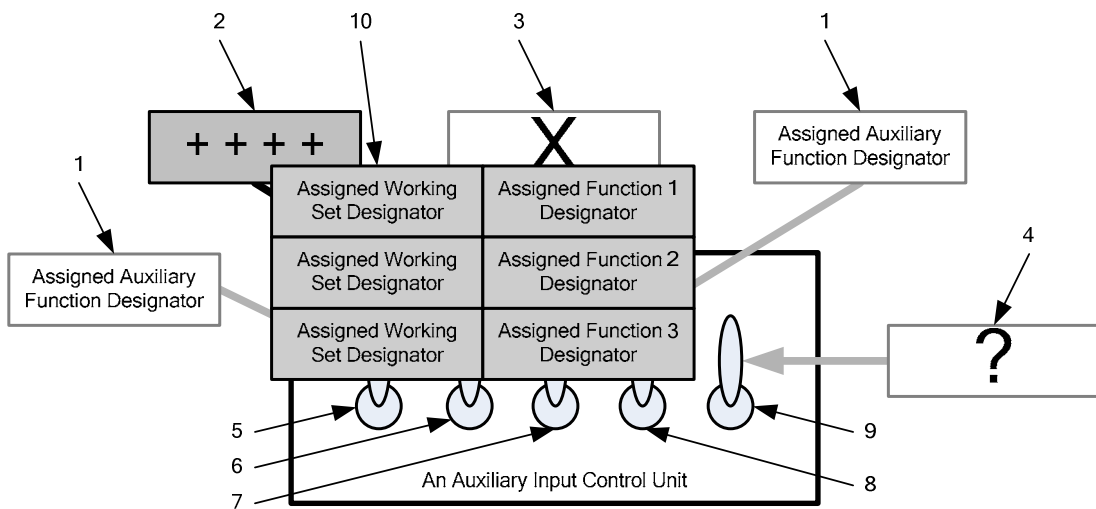 2
10
3
1
+ + + +
X
Assigned Auxiliary
Function Designator
1
Assigned Working
Set Designator
Assigned Function 1
Designator
4
Assigned Auxiliary
Function Designator
Assigned Working
Set Designator
Assigned Function 2
Designator
Assigned Working
Set Designator
Assigned Function 3
Designator
?
5
6
7
9
8
An Auxiliary Input Control Unit